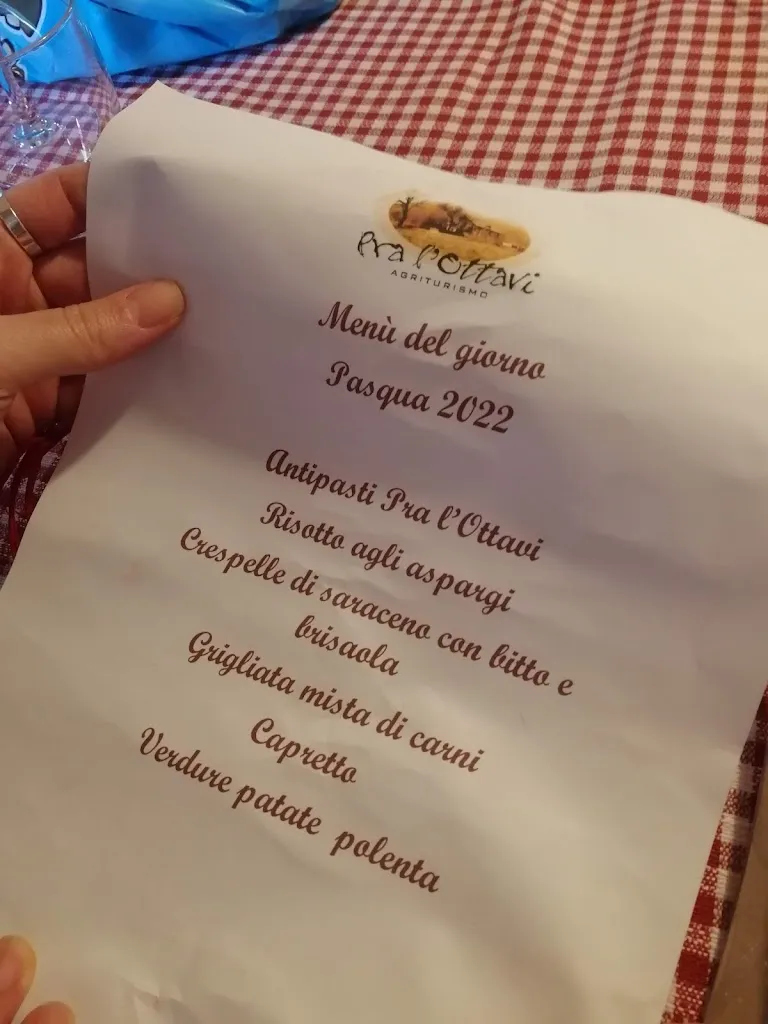 Pra l'Ottavi
AGRITURISMO
Menù del giorno
Pasqua 2022
Antipasti Pra l'Ottavi
Risotto agli aspargi
Crespelle di saraceno con bitto e
brisaola
Grigliata mista di carni
Capretto
Verdure patate polenta